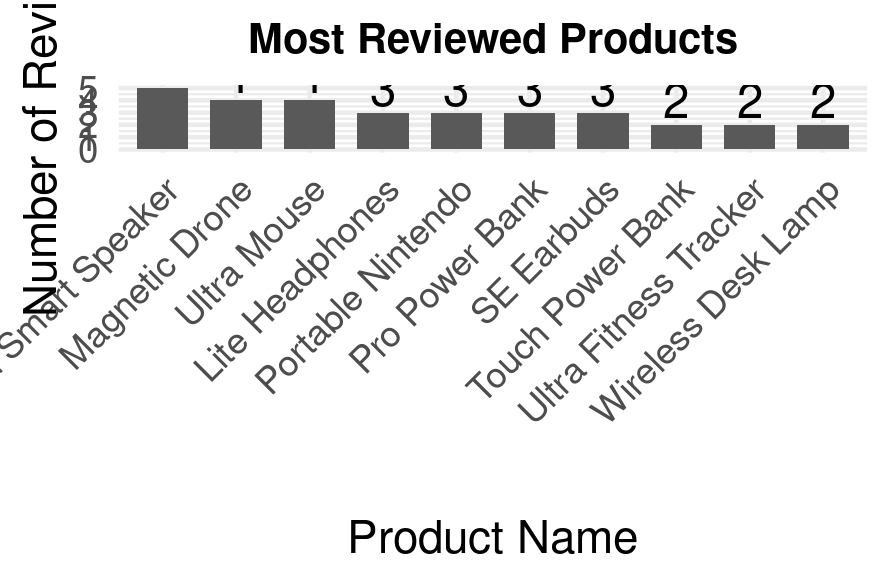 Most Reviewed Products
Number of Revi
5
4
3
2
1
0
3
3
3
3
2
2
2
Smart Speaker
Magnetic Drone
Ultra Mouse
Lite Headphones
Portable Nintendo
Pro Power Bank
SE Earbuds
Touch Power Bank
Ultra Fitness Tracker
Wireless Desk Lamp
Product Name